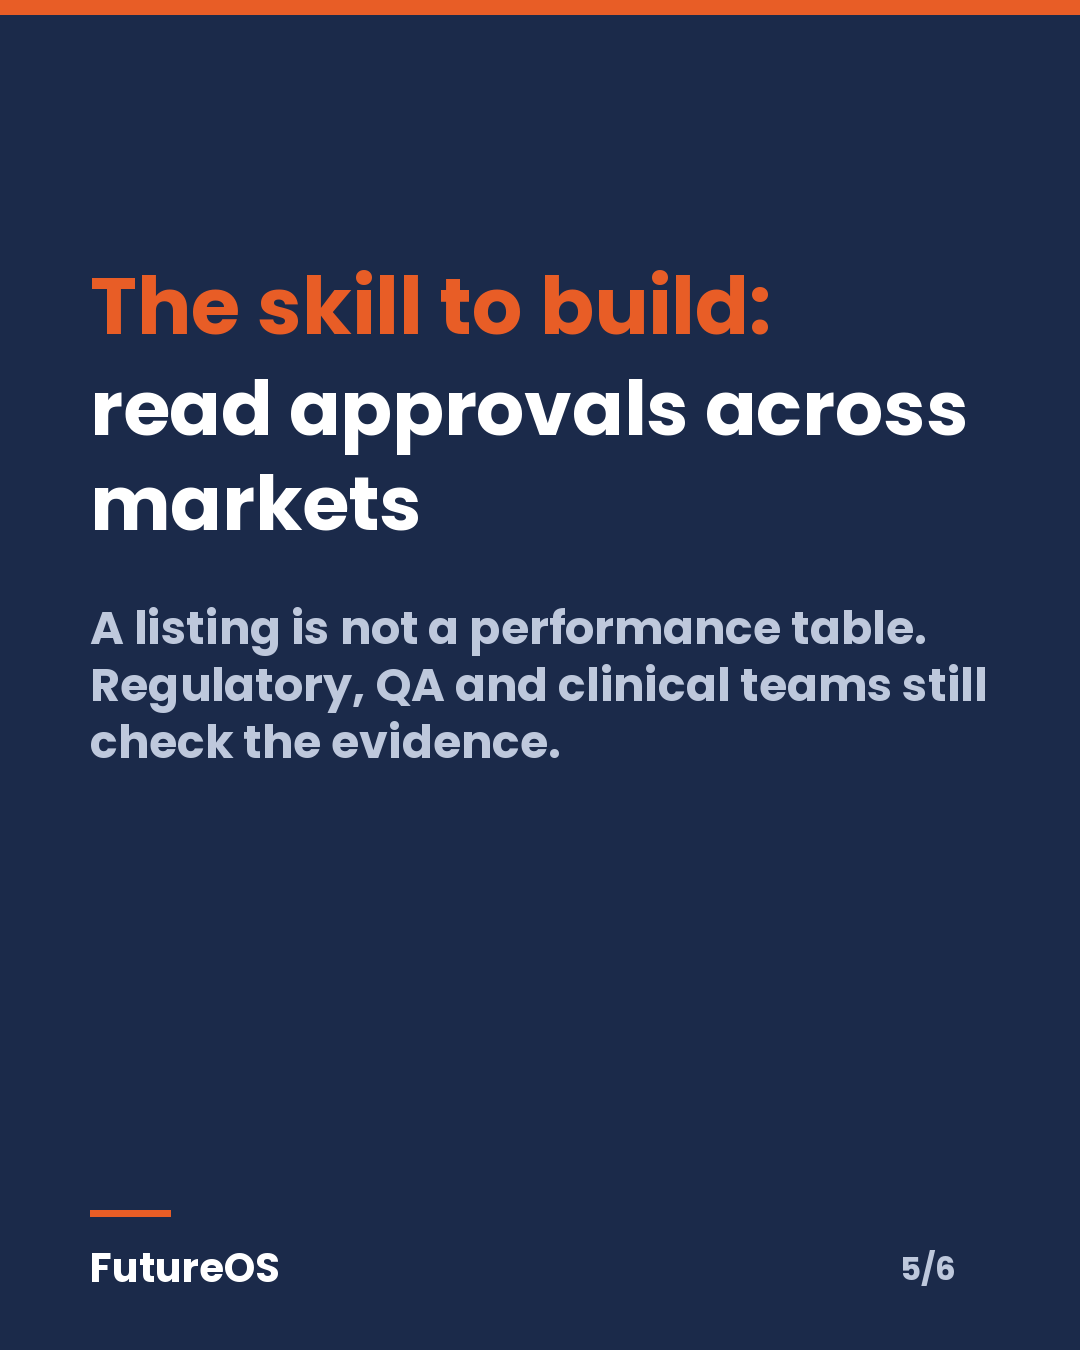 The skill to build:
read approvals across
markets
A listing is not a performance table.
Regulatory, QA and clinical teams still
check the evidence.
FutureOS
5/6